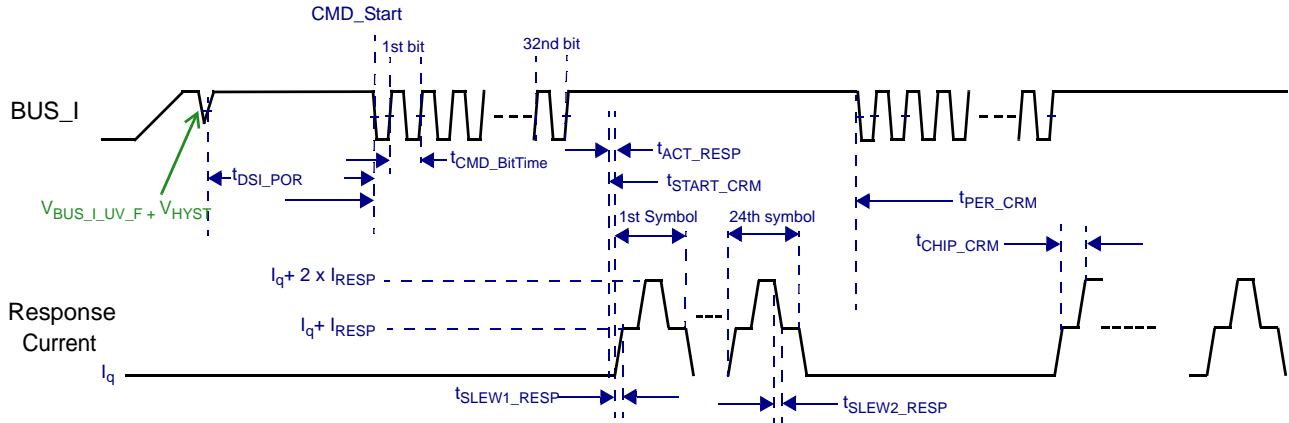 CMD_Start
1st bit
32nd bit
BUS_I
tACT_RESP
tCMD_BitTime
tDSI_POR
tSTART_CRM
VBUS_I_UV_F + VHYST
tPER_CRM
1st Symbol
24th symbol
tCHIP_CRM
Iq+ 2 x IRESP
Response
Current
Iq+ IRESP
Iq
tSLEW1_RESP
tSLEW2_RESP